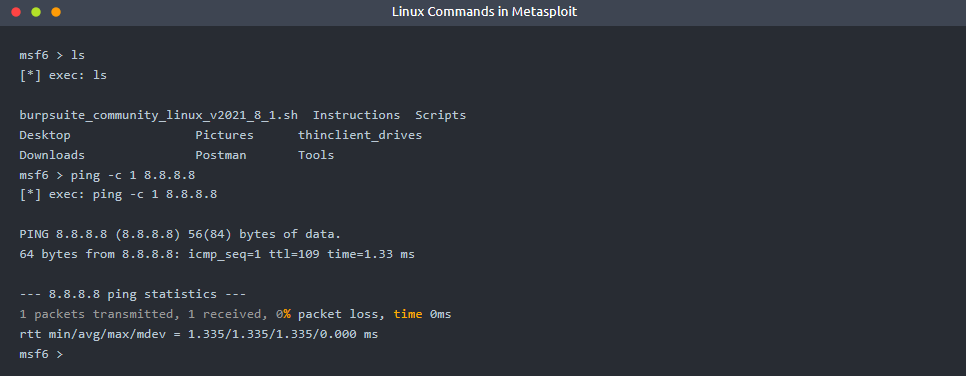 Linux Commands in Metasploit
msf6 > ls
[*] exec: ls
burpsuite_community_linux_v2021_8_1.sh  Instructions  Scripts
Desktop                 Pictures      thinclient_drives
Downloads               Postman       Tools
msf6 > ping -c 1 8.8.8.8
[*] exec: ping -c 1 8.8.8.8
PING 8.8.8.8 (8.8.8.8) 56(84) bytes of data.
64 bytes from 8.8.8.8: icmp_seq=1 ttl=109 time=1.33 ms
--- 8.8.8.8 ping statistics ---
1 packets transmitted, 1 received, 0% packet loss, time 0ms
rtt min/avg/max/mdev = 1.335/1.335/1.335/0.000 ms
msf6 >